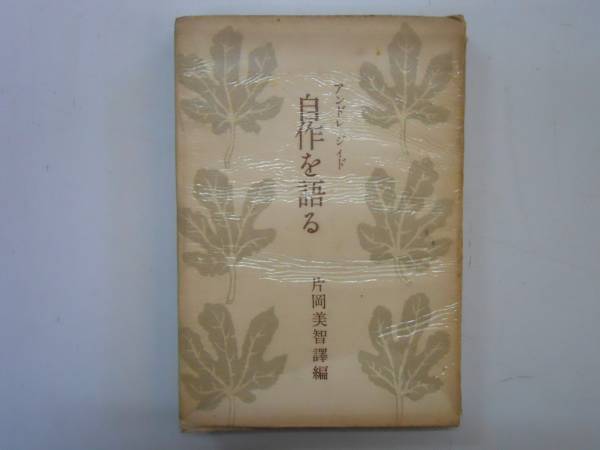 アンドレ・ジイド
自作を語る
片岡美智譯編